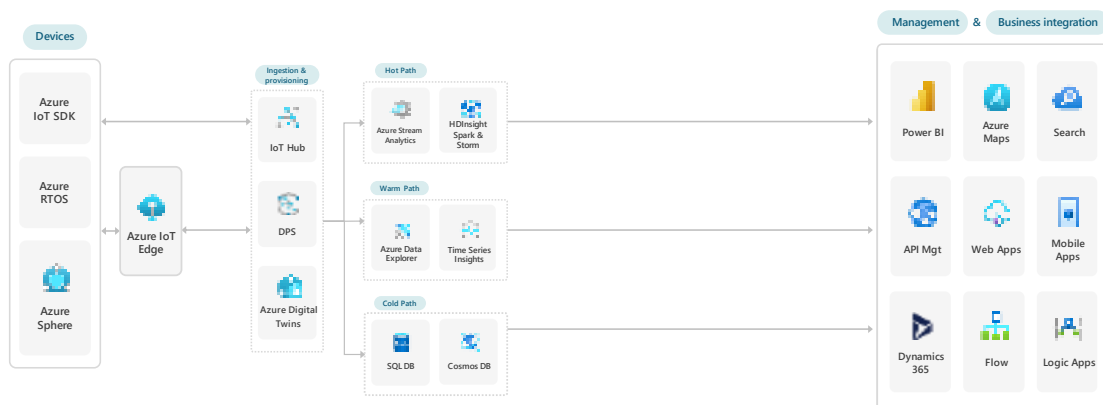 Devices
Azure
IoT SDK
Azure
RTOS
Azure
Sphere
Azure IoT
Edge
Ingestion &
provisioning
IoT Hub
DPS
Azure Digital
Twins
Hot Path
Azure Stream
Analytics
HDInsight
Spark &
Storm
Warm Path
Azure Data
Explorer
Time Series
Insights
Cold Path
SQL DB
Cosmos DB
Management & Business integration
Power BI
Azure
Maps
Search
API Mgt
Web Apps
Mobile
Apps
Dynamics
365
Flow
Logic Apps